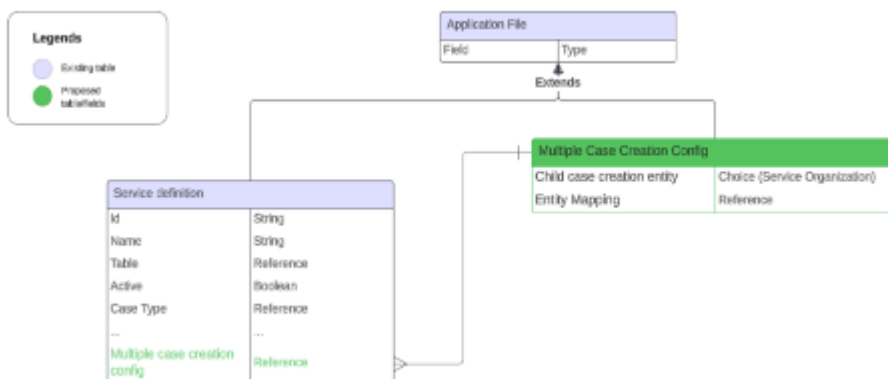 Application File
Field Type
Legends
Existing table
Proposed
table/fields
Extends
Multiple Case Creation Config
Child case creation entity Choice (Service Organization)
Entity Mapping Reference
Service definition
Id String
Name String
Table Reference
Active Boolean
Case Type Reference
... ...
Multiple case creation
config Reference